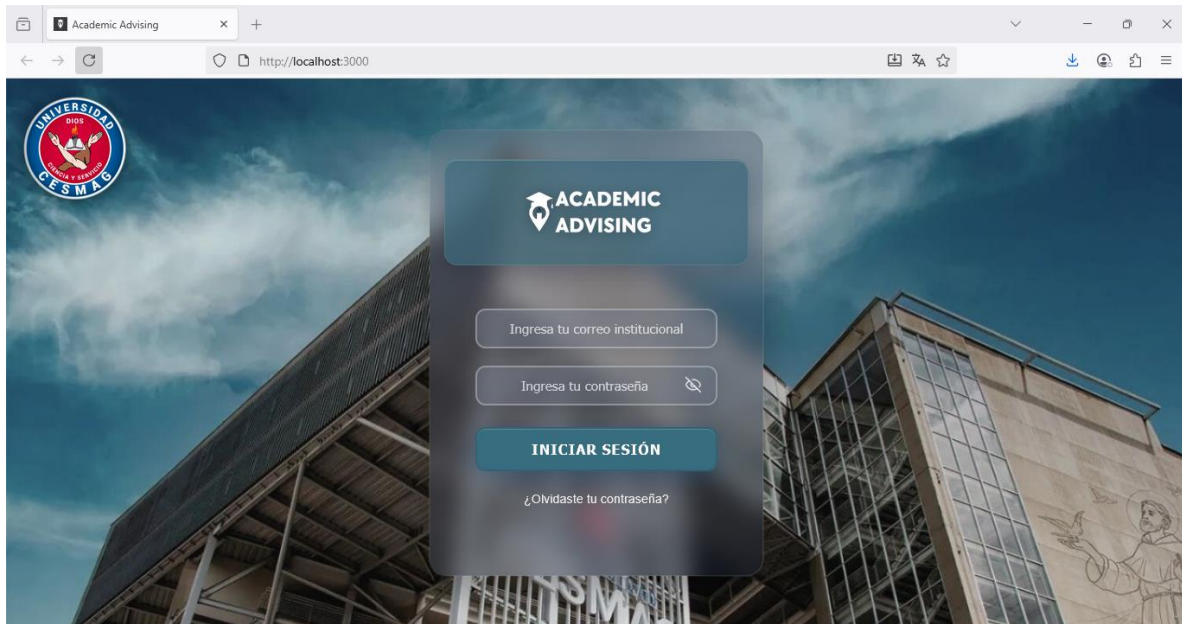 Academic Advising
http://localhost:3000
UNIVERSIDAD
DIOS
CIENCIA Y SERVICIO
CESMAG
ACADEMIC
ADVISING
Ingresa tu correo institucional
Ingresa tu contraseña
INICIAR SESIÓN
¿Olvidaste tu contraseña?